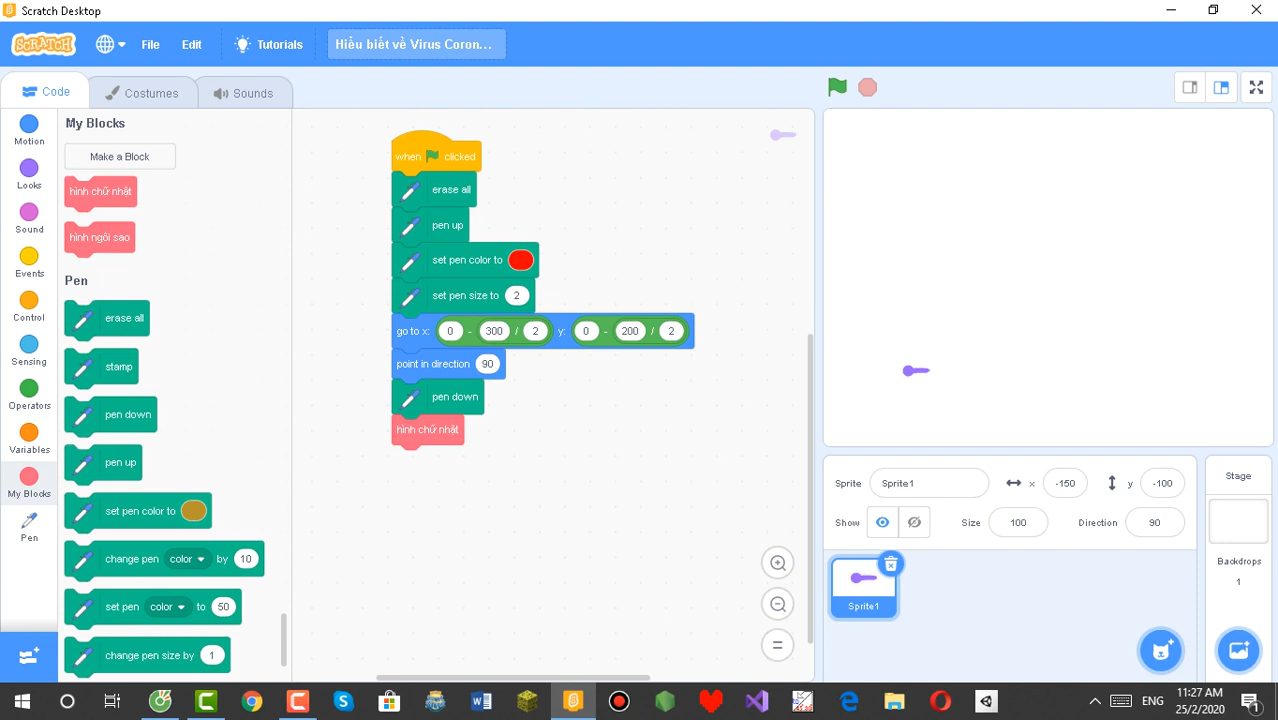 Scratch Desktop
SCRATCH
File
Edit
Tutorials
Hiểu biết về Virus Coron...
Code
Costumes
Sounds
Motion
Looks
Sound
Events
Control
Sensing
Operators
Variables
My Blocks
Pen
My Blocks
Make a Block
hình chữ nhật
hình ngôi sao
Pen
erase all
stamp
pen down
pen up
set pen color to
change pen color by 10
set pen color to 50
change pen size by 1
when clicked
erase all
pen up
set pen color to
set pen size to 2
go to x: 0 - 300 / 2 y: 0 - 200 / 2
point in direction 90
pen down
hình chữ nhật
Sprite Sprite1 x -150 y -100
Show Size 100 Direction 90
Sprite1
Stage
Backdrops
1
ENG
11:27 AM
25/2/2020
1